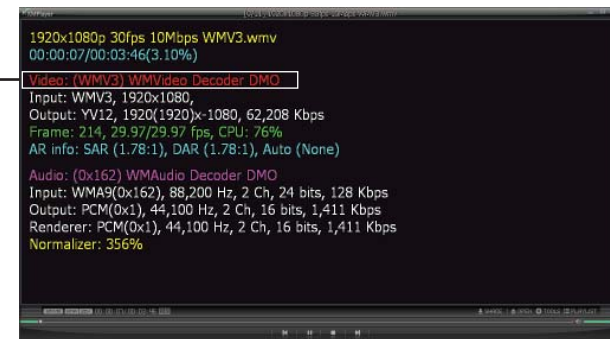 1920x1080p 30fps 10Mbps WMV3.wmv
00:00:07/00:03:46(3.10%)
Video: (WMV3) WMVideo Decoder DMO
Input: WMV3, 1920x1080,
Output: YV12, 1920(1920)x-1080, 62,208 Kbps
Frame: 214, 29.97/29.97 fps, CPU: 76%
AR info: SAR (1.78:1), DAR (1.78:1), Auto (None)
Audio: (0x162) WMAudio Decoder DMO
Input: WMA9(0x162), 88,200 Hz, 2 Ch, 24 bits, 128 Kbps
Output: PCM(0x1), 44,100 Hz, 2 Ch, 16 bits, 1,411 Kbps
Renderer: PCM(0x1), 44,100 Hz, 2 Ch, 16 bits, 1,411 Kbps
Normalizer: 356%